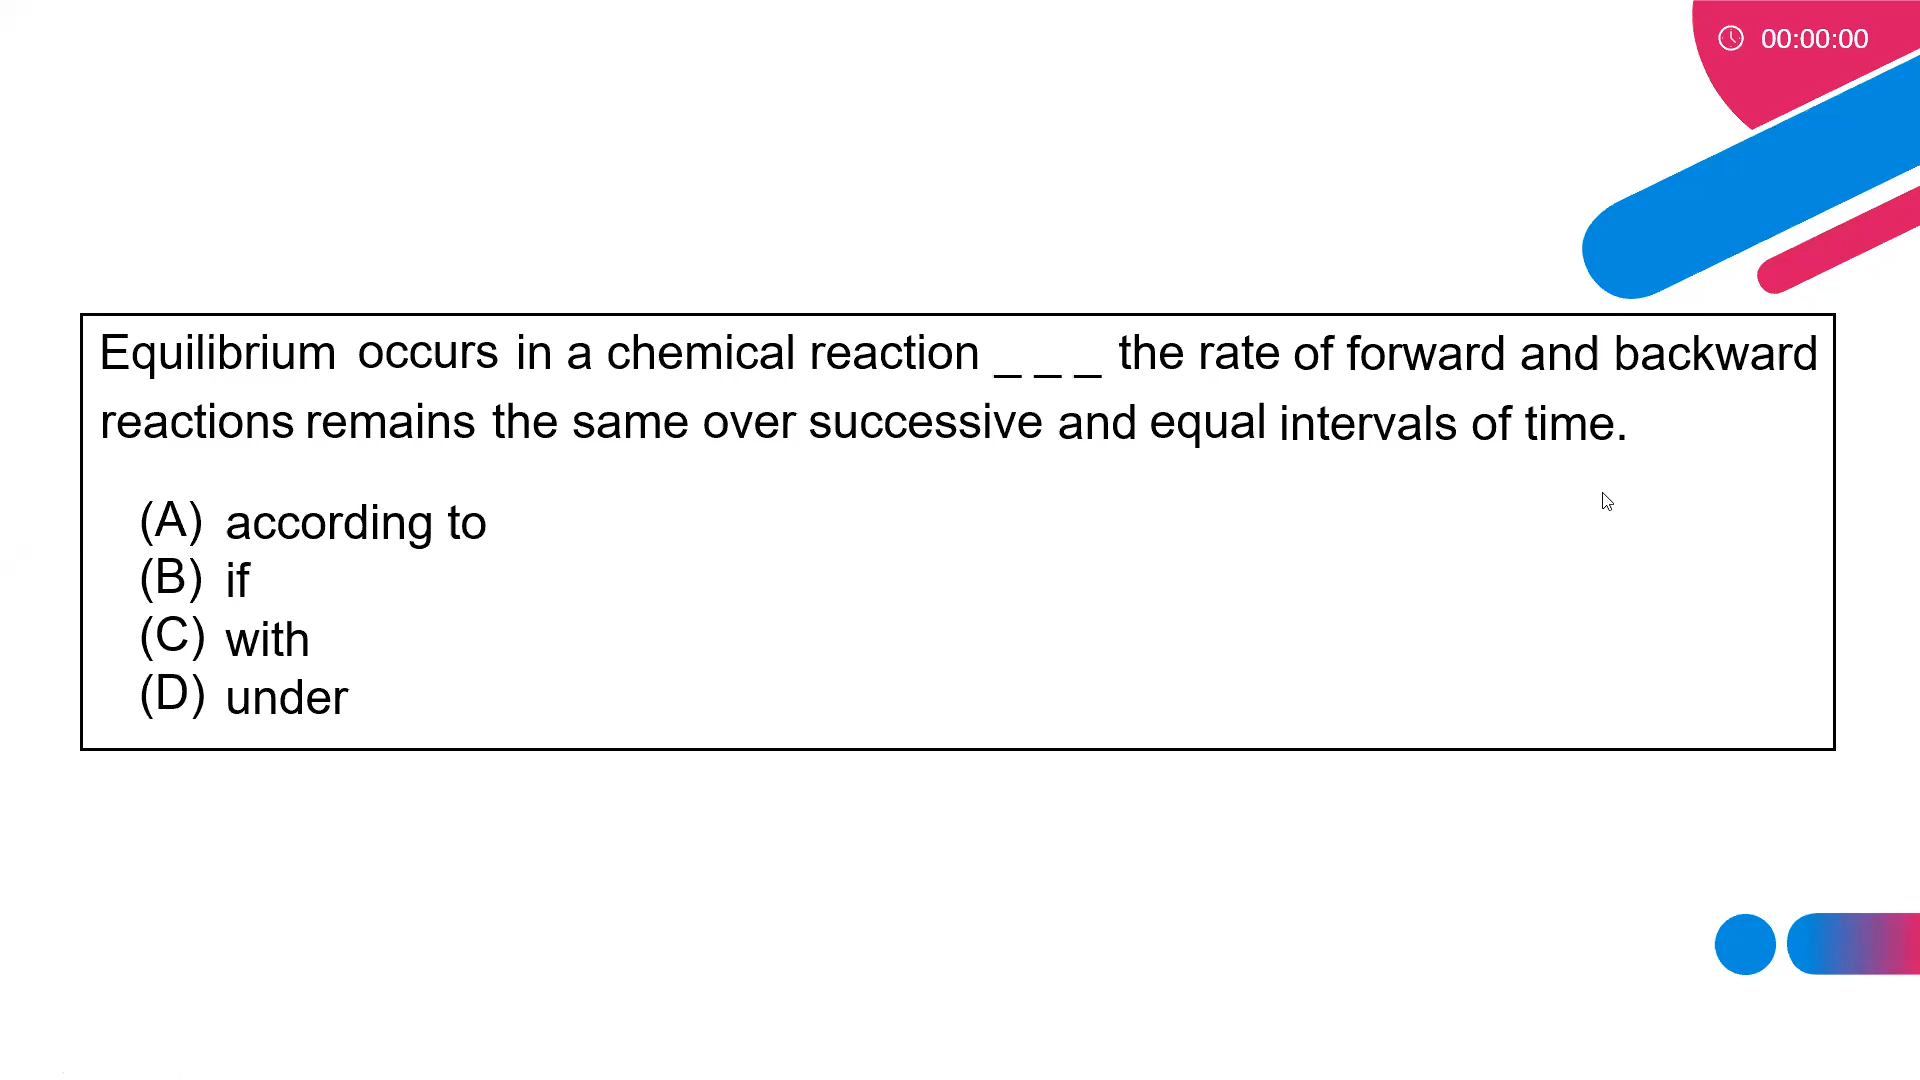 00:00:00
Equilibrium occurs in a chemical reaction _ _ _ the rate of forward and backward
reactions remains the same over successive and equal intervals of time.
(A) according to
(B) if
(C) with
(D) under